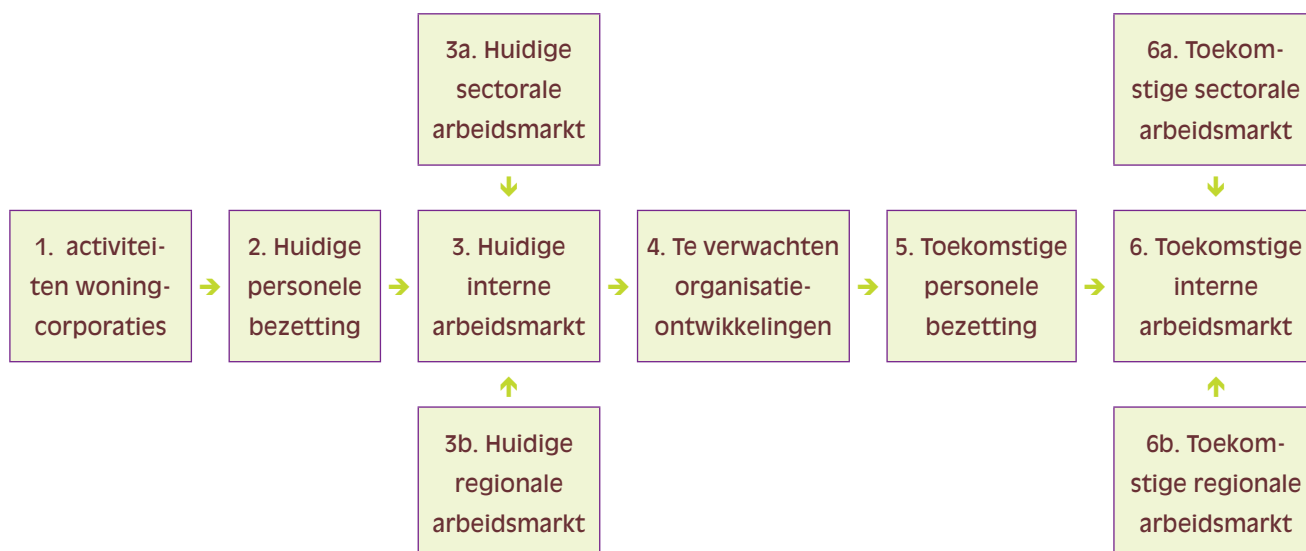 3a. Huidige
sectorale
arbeidsmarkt
6a. Toekom-
stige sectorale
arbeidsmarkt
1. activitei-
ten woning-
corporaties
2. Huidige
personele
bezetting
3. Huidige
interne
arbeidsmarkt
4. Te verwachten
organisatie-
ontwikkelingen
5. Toekomstige
personele
bezetting
6. Toekomstige
interne
arbeidsmarkt
3b. Huidige
regionale
arbeidsmarkt
6b. Toekom-
stige regionale
arbeidsmarkt